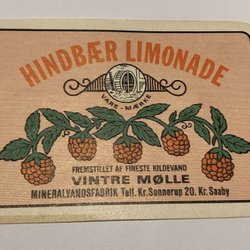 HINDBÆR LIMONADE
VARE - MÆRKE
FREMSTILLET AF FINESTE KILDEVAND
VINTRE MØLLE
MINERALVANDSFABRIK Telf. Kr. Sonnerup 20. Kr. Saaby